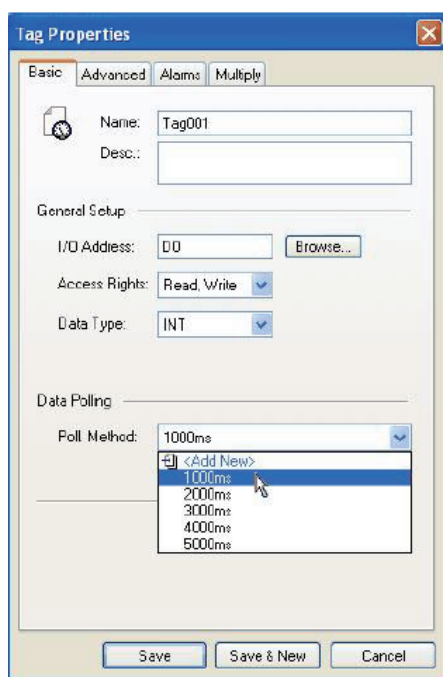 Tag Properties
Basic Advanced Alarms Multiply
Name: Tag001
Desc.:
General Setup
I/O Address: D0 Browse...
Access Rights: Read, Write
Data Type: INT
Data Polling
Poll Method: 1000ms
<Add New>
1000ms
2000ms
3000ms
4000ms
5000ms
Save Save & New Cancel